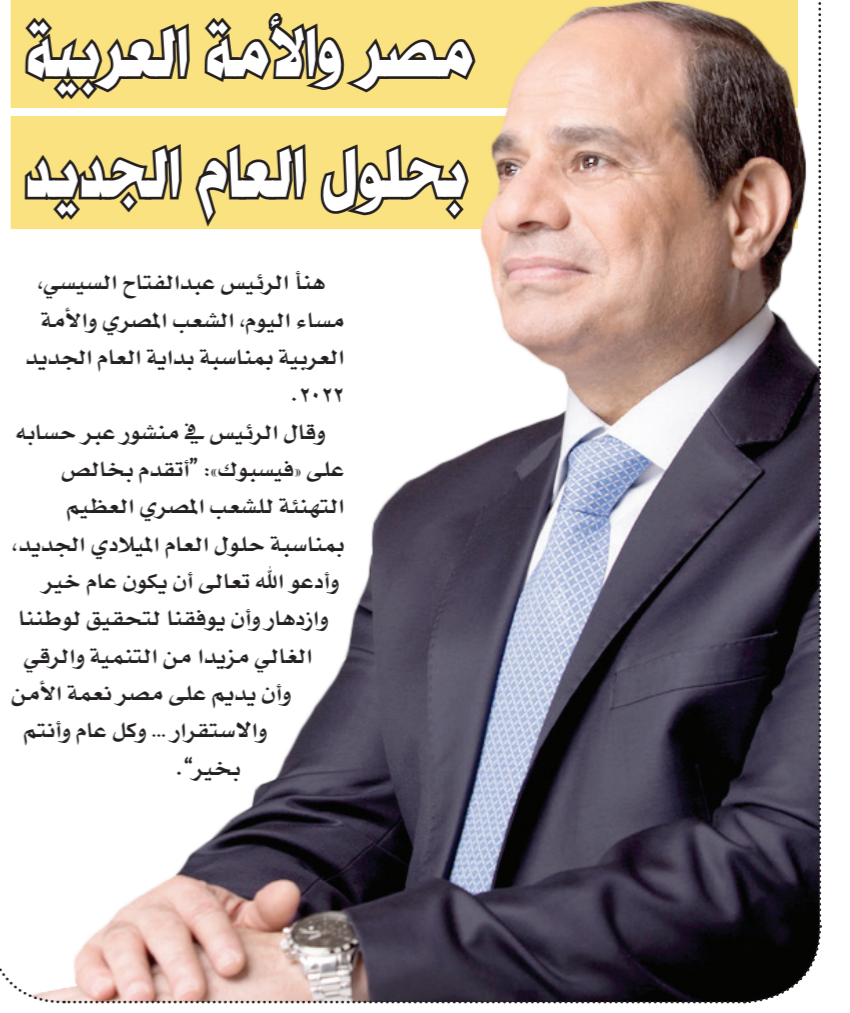 مصر والأمة العربية
بحلول العام الجديد
هنأ الرئيس عبدالفتاح السيسي،
مساء اليوم، الشعب المصري والأمة
العربية بمناسبة بداية العام الجديد
٢٠٢٢.
وقال الرئيس في منشور عبر حسابه
على «فيسبوك»: ”أتقدم بخالص
التهنئة للشعب المصري العظيم
بمناسبة حلول العام الميلادي الجديد،
وأدعو الله تعالى أن يكون عام خير
وازدهار وأن يوفقنا لتحقيق لوطننا
الغالي مزيدا من التنمية والرقي
وأن يديم على مصر نعمة الأمن
والاستقرار ... وكل عام وأنتم
بخير“.